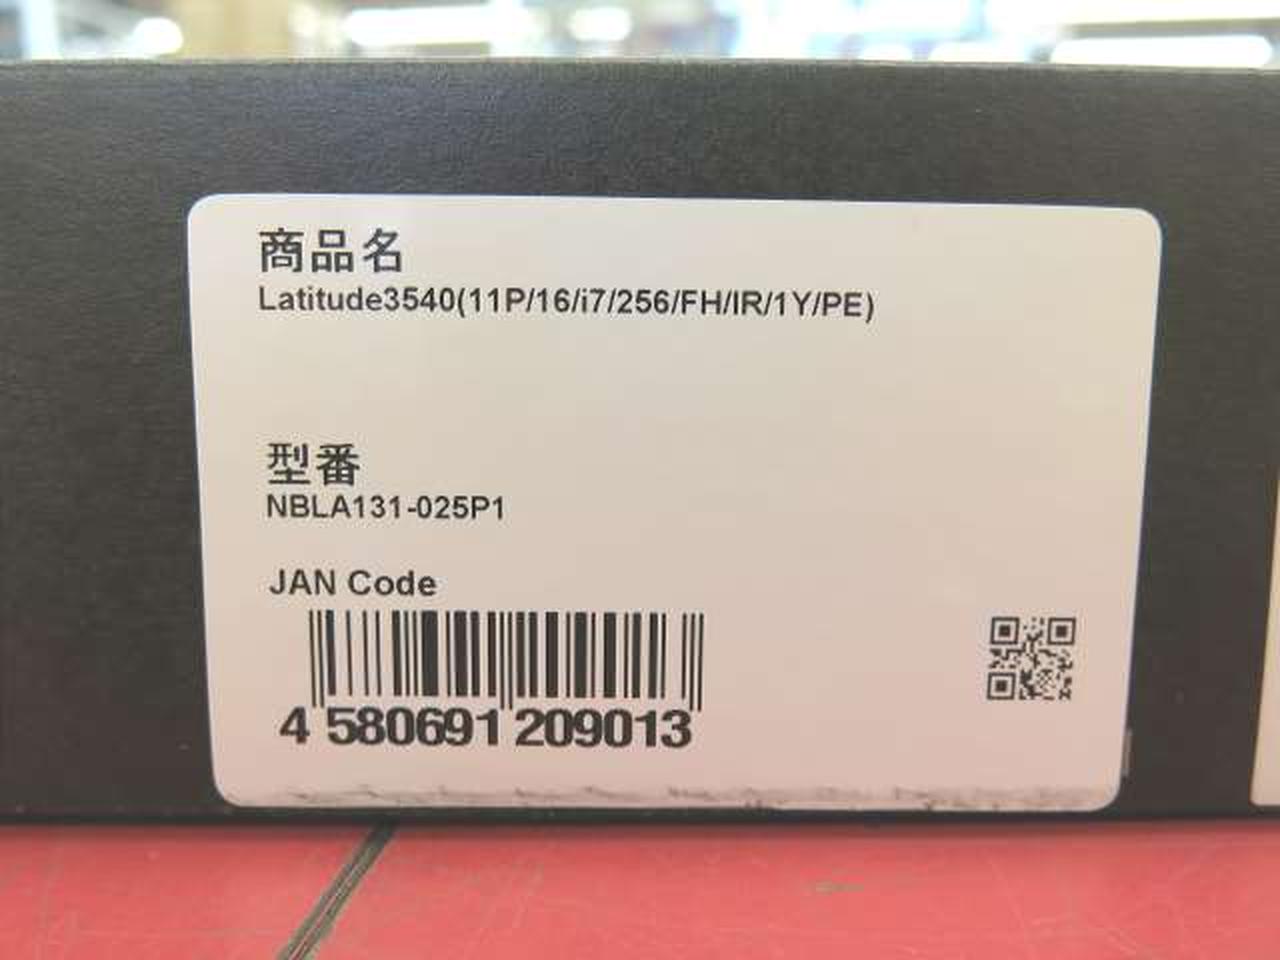 商品名
Latitude3540(11P/16/i7/256/FH/IR/1Y/PE)
型番
NBLA131-025P1
JAN Code
4 580691 209013